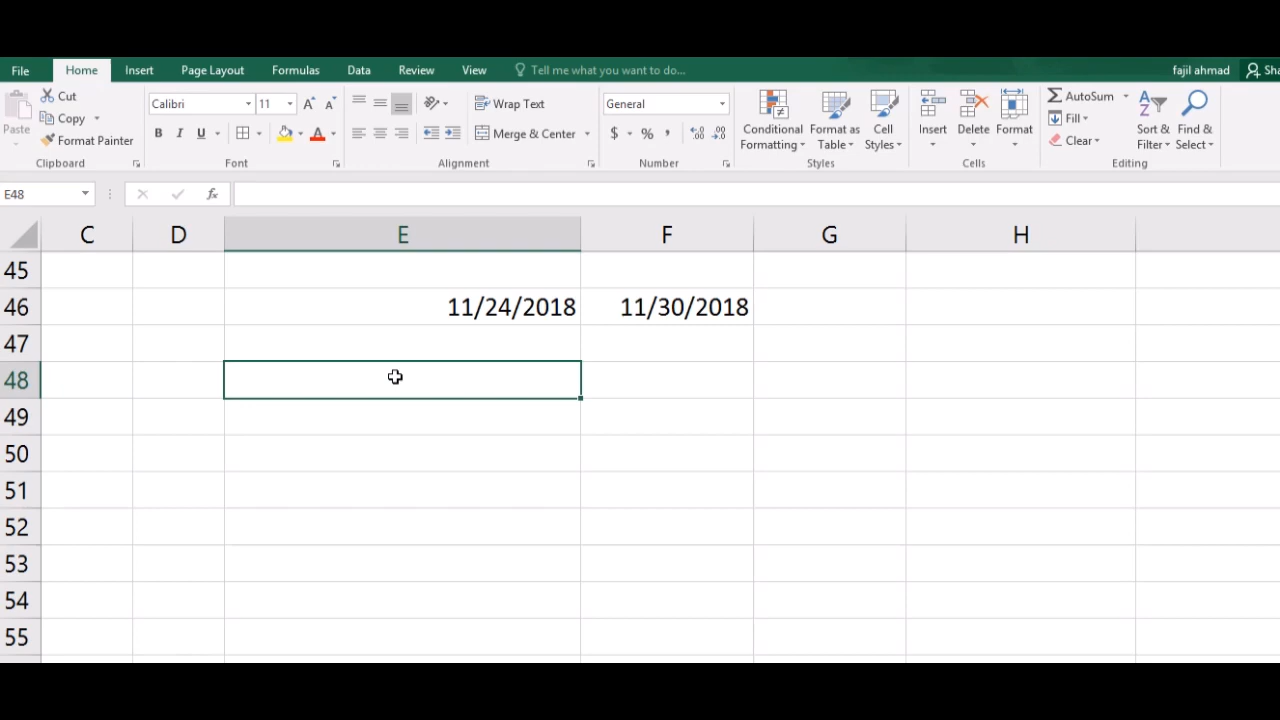 File Home Insert Page Layout Formulas Data Review View Tell me what you want to do... fajil ahmad
Cut Calibri 11 A A Wrap Text General AutoSum
Copy Fill
Paste Format Painter B I U A Merge & Center $ % , Conditional Formatting Format as Table Cell Styles Insert Delete Format Clear Sort & Filter Find & Select
Clipboard Font Alignment Number Styles Cells Editing
E48 fx
C D E F G H
45
46 11/24/2018 11/30/2018
47
48
49
50
51
52
53
54
55